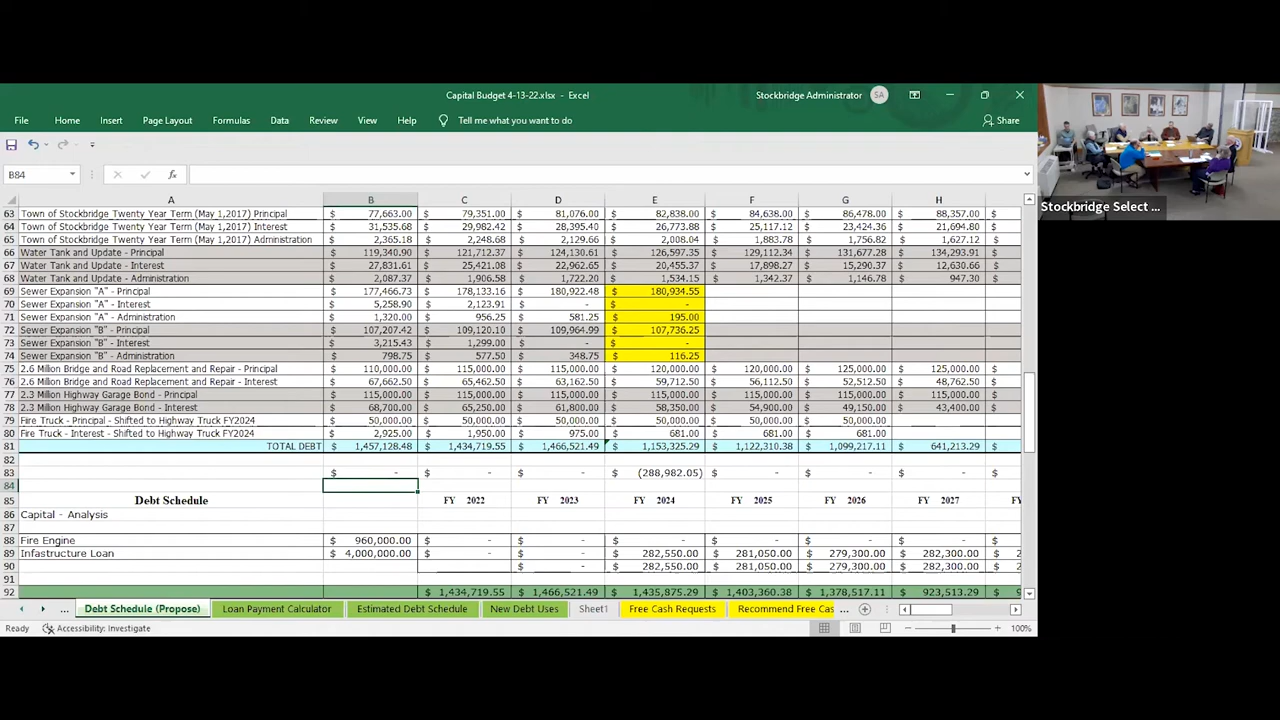 Capital Budget 4-13-22.xlsx - Excel
Stockbridge Administrator
SA
File Home Insert Page Layout Formulas Data Review View Help Tell me what you want to do
Share
B84
fx
A B C D E F G H
63 Town of Stockbridge Twenty Year Term (May 1,2017) Principal $ 77,663.00 $ 79,351.00 $ 81,076.00 $ 82,838.00 $ 84,638.00 $ 86,478.00 $ 88,357.00 $
64 Town of Stockbridge Twenty Year Term (May 1,2017) Interest $ 31,535.68 $ 29,982.42 $ 28,395.40 $ 26,773.88 $ 25,117.12 $ 23,424.36 $ 21,694.80 $
65 Town of Stockbridge Twenty Year Term (May 1,2017) Administration $ 2,365.18 $ 2,248.68 $ 2,129.66 $ 2,008.04 $ 1,883.78 $ 1,756.82 $ 1,627.12 $
66 Water Tank and Update - Principal $ 119,340.90 $ 121,712.37 $ 124,130.61 $ 126,597.35 $ 129,112.34 $ 131,677.28 $ 134,293.91 $
67 Water Tank and Update - Interest $ 27,831.61 $ 25,421.08 $ 22,962.65 $ 20,455.37 $ 17,898.27 $ 15,290.37 $ 12,630.66 $
68 Water Tank and Update - Administration $ 2,087.37 $ 1,906.58 $ 1,722.20 $ 1,534.15 $ 1,342.37 $ 1,146.78 $ 947.30 $
69 Sewer Expansion "A" - Principal $ 177,466.73 $ 178,133.16 $ 180,922.48 $ 180,934.55
70 Sewer Expansion "A" - Interest $ 5,258.90 $ 2,123.91 $ - $ -
71 Sewer Expansion "A" - Administration $ 1,320.00 $ 956.25 $ 581.25 $ 195.00
72 Sewer Expansion "B" - Principal $ 107,207.42 $ 109,120.10 $ 109,964.99 $ 107,736.25
73 Sewer Expansion "B" - Interest $ 3,215.43 $ 1,299.00 $ - $ -
74 Sewer Expansion "B" - Administration $ 798.75 $ 577.50 $ 348.75 $ 116.25
75 2.6 Million Bridge and Road Replacement and Repair - Principal $ 110,000.00 $ 115,000.00 $ 115,000.00 $ 120,000.00 $ 120,000.00 $ 125,000.00 $ 125,000.00 $
76 2.6 Million Bridge and Road Replacement and Repair - Interest $ 67,662.50 $ 65,462.50 $ 63,162.50 $ 59,712.50 $ 56,112.50 $ 52,512.50 $ 48,762.50 $
77 2.3 Million Highway Garage Bond - Principal $ 115,000.00 $ 115,000.00 $ 115,000.00 $ 115,000.00 $ 115,000.00 $ 115,000.00 $ 115,000.00 $
78 2.3 Million Highway Garage Bond - Interest $ 68,700.00 $ 65,250.00 $ 61,800.00 $ 58,350.00 $ 54,900.00 $ 49,150.00 $ 43,400.00 $
79 Fire Truck - Principal - Shifted to Highway Truck FY2024 $ 50,000.00 $ 50,000.00 $ 50,000.00 $ 50,000.00 $ 50,000.00 $ 50,000.00
80 Fire Truck - Interest - Shifted to Highway Truck FY2024 $ 2,925.00 $ 1,950.00 $ 975.00 $ 681.00 $ 681.00 $ 681.00
81 TOTAL DEBT $ 1,457,128.48 $ 1,434,719.55 $ 1,466,521.49 $ 1,153,325.29 $ 1,122,310.38 $ 1,099,217.11 $ 641,213.29 $
82
83 $ - $ - $ - $ (288,982.05) $ - $ - $ - $
84
85 Debt Schedule FY 2022 FY 2023 FY 2024 FY 2025 FY 2026 FY 2027 F
86 Capital - Analysis
87
88 Fire Engine $ 960,000.00 $ - $ - $ - $ - $ - $ - $
89 Infastructure Loan $ 4,000,000.00 $ - $ - $ 282,550.00 $ 281,050.00 $ 279,300.00 $ 282,300.00 $ 2
90 $ - $ 282,550.00 $ 281,050.00 $ 279,300.00 $ 282,300.00 $ 2
91
92 $ 1,434,719.55 $ 1,466,521.49 $ 1,435,875.29 $ 1,403,360.38 $ 1,378,517.11 $ 923,513.29 $
... Debt Schedule (Propose) Loan Payment Calculator Estimated Debt Schedule New Debt Uses Sheet1 Free Cash Requests Recommend Free Cas ...
Ready Accessibility: Investigate 100%
Stockbridge Select ...